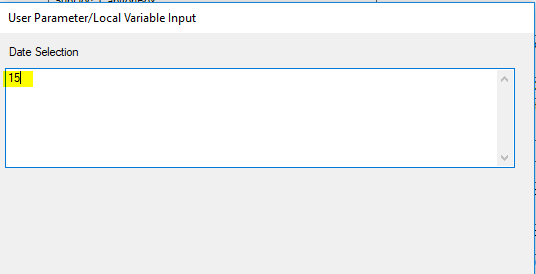 User Parameter/Local Variable Input
Date Selection
15